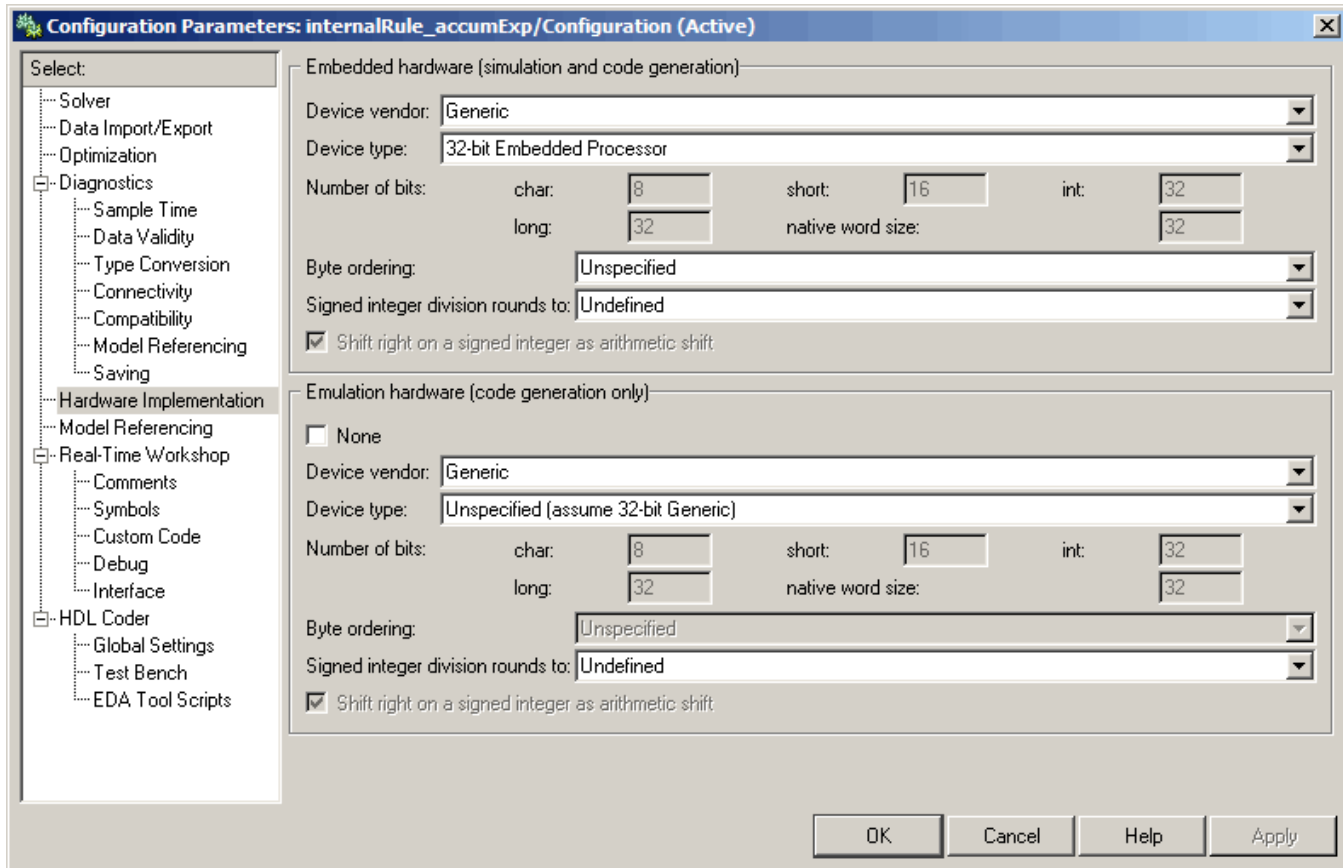 Configuration Parameters: internalRule_accumExp/Configuration (Active)
Select:
Solver
Data Import/Export
Optimization
Diagnostics
Sample Time
Data Validity
Type Conversion
Connectivity
Compatibility
Model Referencing
Saving
Hardware Implementation
Model Referencing
Real-Time Workshop
Comments
Symbols
Custom Code
Debug
Interface
HDL Coder
Global Settings
Test Bench
EDA Tool Scripts
Embedded hardware (simulation and code generation)
Device vendor: Generic
Device type: 32-bit Embedded Processor
Number of bits: char: 8 short: 16 int: 32
long: 32 native word size: 32
Byte ordering: Unspecified
Signed integer division rounds to: Undefined
Shift right on a signed integer as arithmetic shift
Emulation hardware (code generation only)
None
Device vendor: Generic
Device type: Unspecified (assume 32-bit Generic)
Number of bits: char: 8 short: 16 int: 32
long: 32 native word size: 32
Byte ordering: Unspecified
Signed integer division rounds to: Undefined
Shift right on a signed integer as arithmetic shift
OK Cancel Help Apply